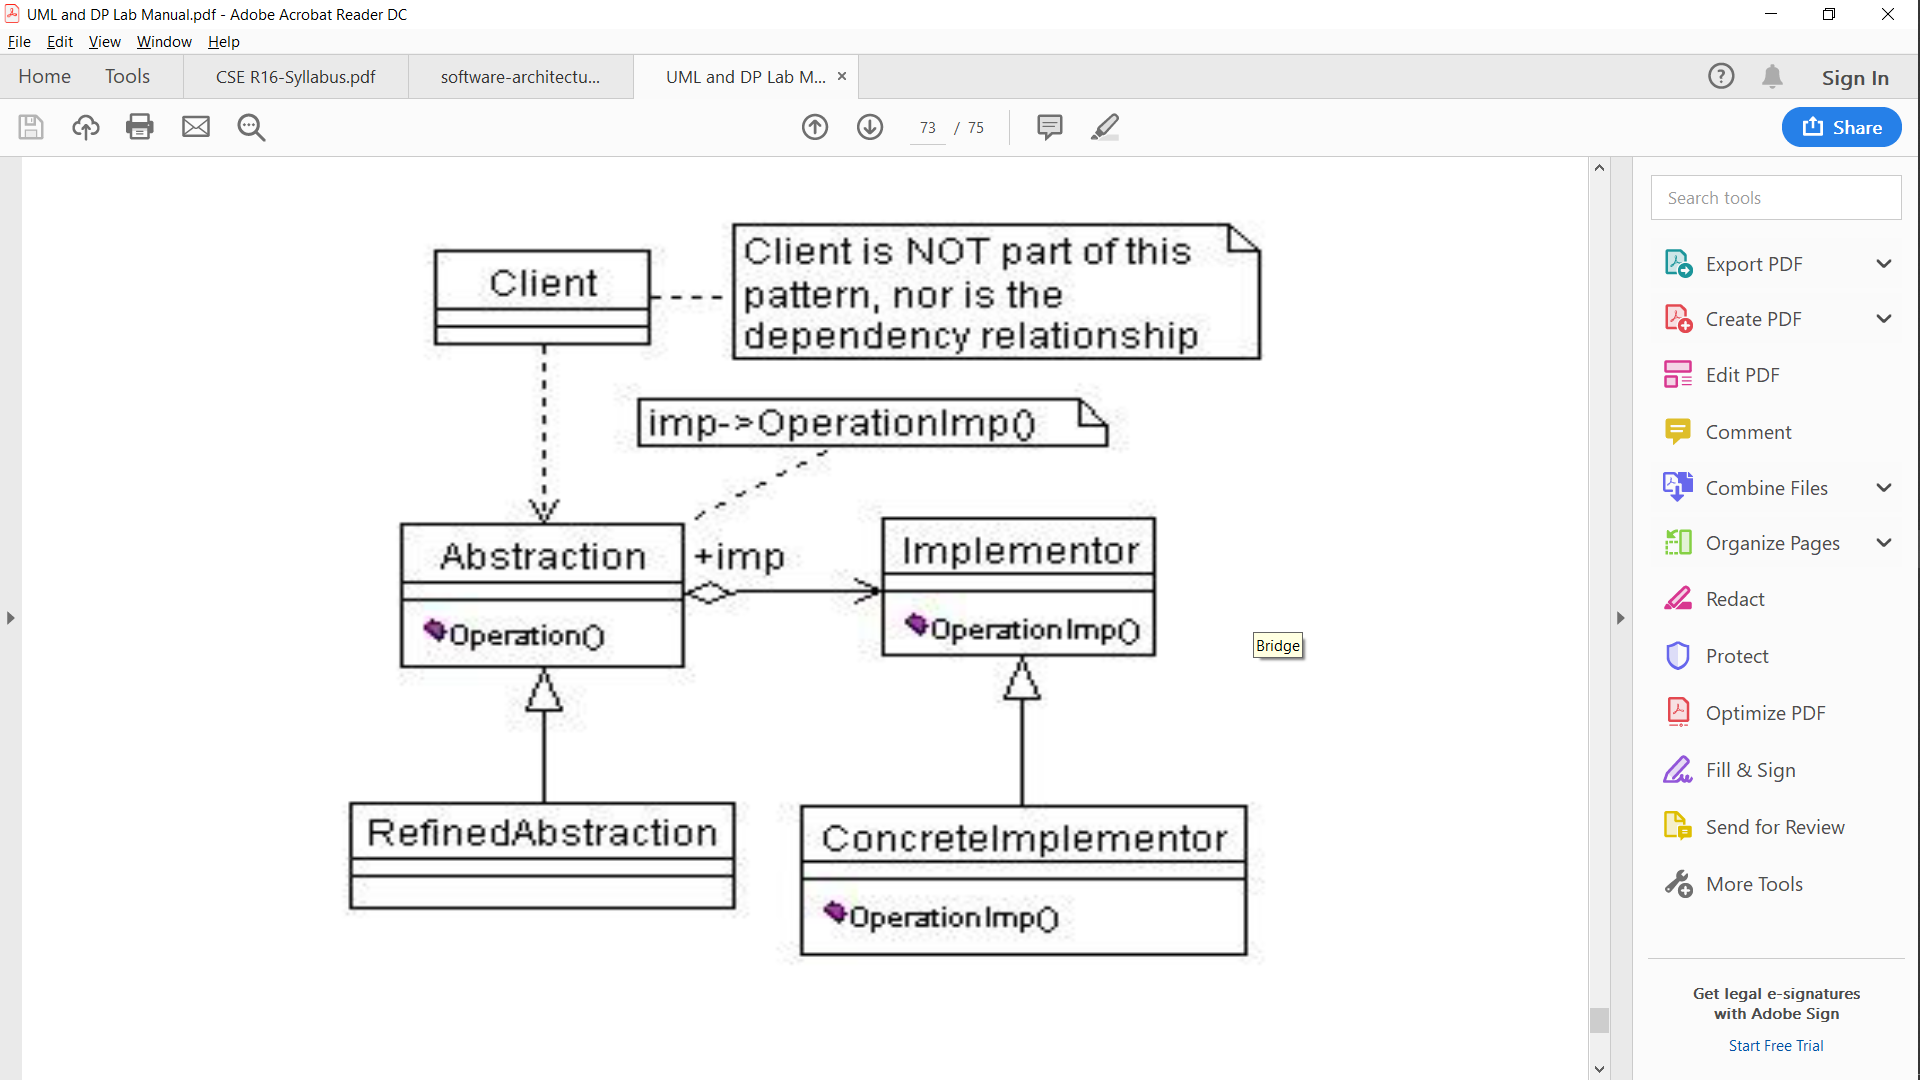 UML and DP Lab Manual.pdf - Adobe Acrobat Reader DC
File Edit View Window Help
Home Tools CSE R16-Syllabus.pdf software-architectu... UML and DP Lab M... ×
? Sign In
73 / 75
Share
Client
Client is NOT part of this
pattern, nor is the
dependency relationship
imp->OperationImp()
Abstraction
Operation()
+imp
Implementor
OperationImp()
Bridge
RefinedAbstraction
ConcreteImplementor
OperationImp()
Search tools
Export PDF
Create PDF
Edit PDF
Comment
Combine Files
Organize Pages
Redact
Protect
Optimize PDF
Fill & Sign
Send for Review
More Tools
Get legal e-signatures
with Adobe Sign
Start Free Trial